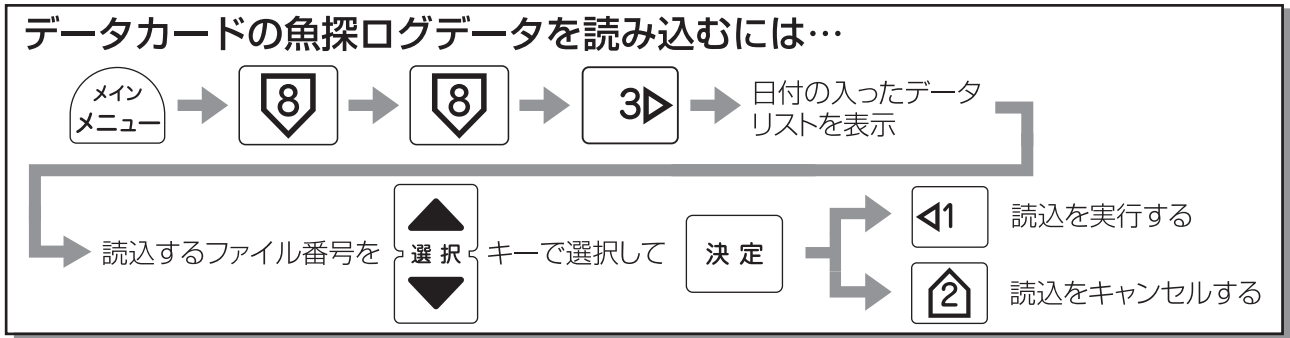 データカードの魚探ログデータを読み込むには…
メイン
メニュー
8
8
3
日付の入ったデータ
リストを表示
読込するファイル番号を
選択
キーで選択して
決定
1
読込を実行する
2
読込をキャンセルする